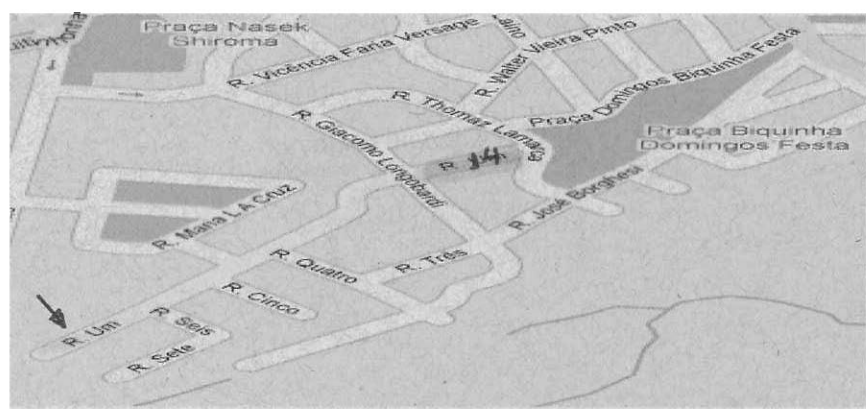 Praça Nasek
Shiroma
R. Vicência Faria Versage
R. Walter Vieira Pinto
R. Thomaz Lamarca
Praça Domingos Biquinha Festa
R. Giacomo Longobardi
R. 14
Praça Biquinha
Domingos Festa
R. José Borghesi
R. Maria L A Cruz
R. Três
R. Quatro
R. Cinco
R. Um
R. Seis
R. Sete